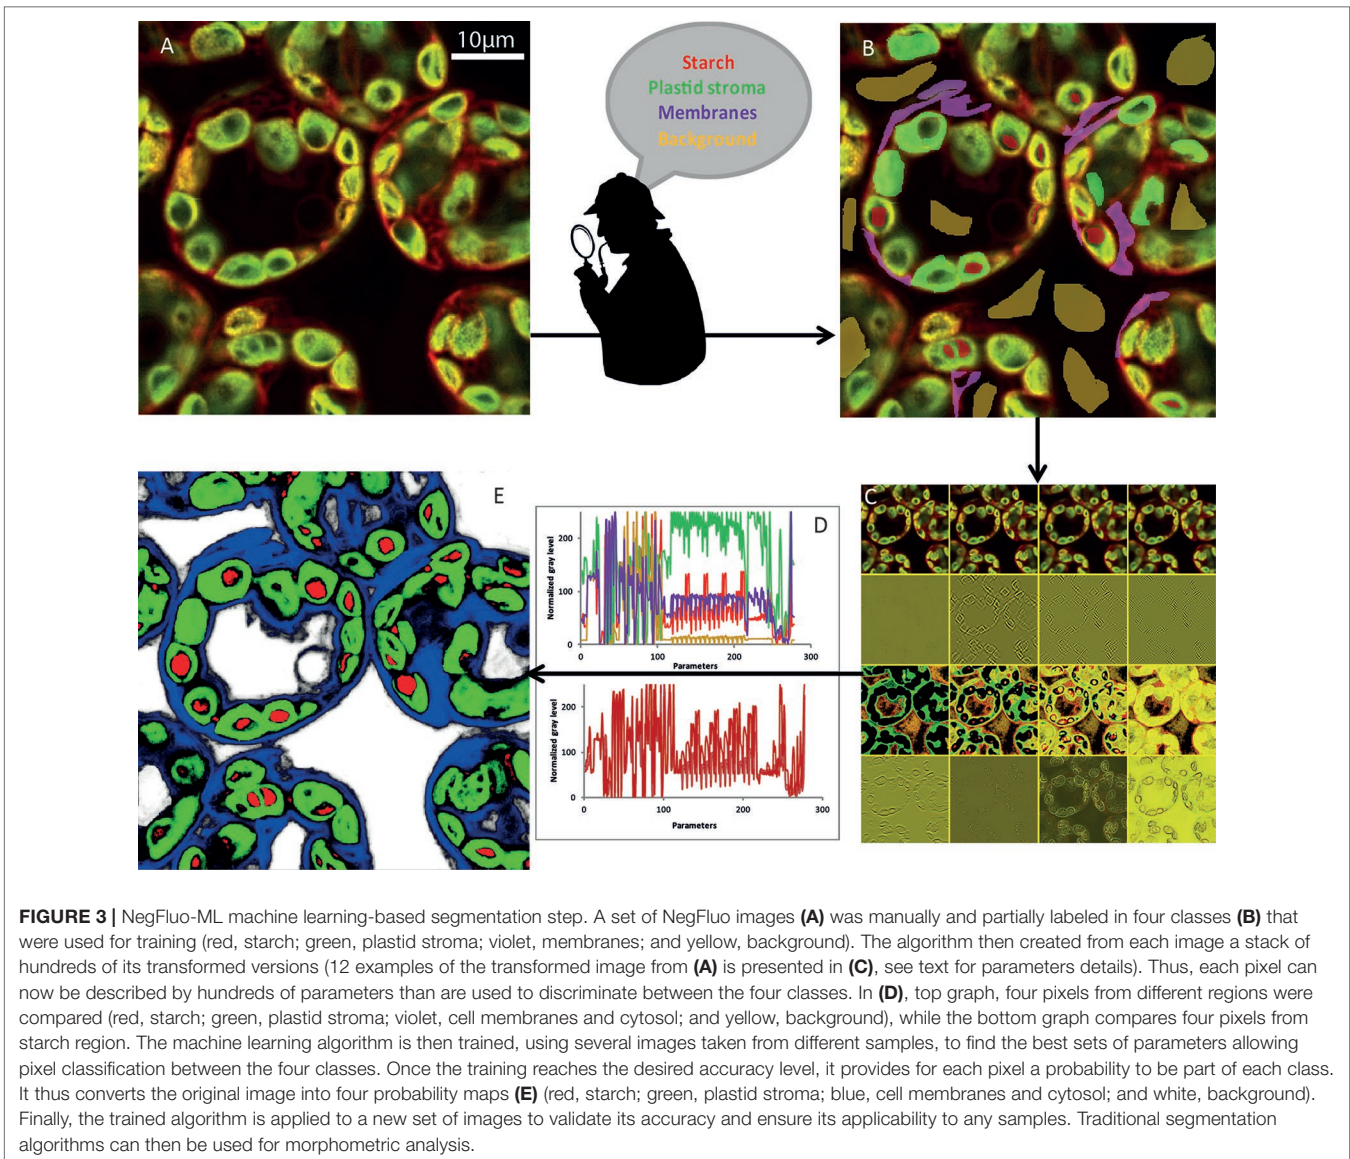 A
10µm
Starch
Plastid stroma
Membranes
Background
B
C
D
Normalized gray level
200
100
0
0
100
200
300
Parameters
Normalized gray level
200
100
0
0
100
200
300
Parameters
E
FIGURE 3 | NegFluo-ML machine learning-based segmentation step. A set of NegFluo images (A) was manually and partially labeled in four classes (B) that
were used for training (red, starch; green, plastid stroma; violet, membranes; and yellow, background). The algorithm then created from each image a stack of
hundreds of its transformed versions (12 examples of the transformed image from (A) is presented in (C), see text for parameters details). Thus, each pixel can
now be described by hundreds of parameters than are used to discriminate between the four classes. In (D), top graph, four pixels from different regions were
compared (red, starch; green, plastid stroma; violet, cell membranes and cytosol; and yellow, background), while the bottom graph compares four pixels from
starch region. The machine learning algorithm is then trained, using several images taken from different samples, to find the best sets of parameters allowing
pixel classification between the four classes. Once the training reaches the desired accuracy level, it provides for each pixel a probability to be part of each class.
It thus converts the original image into four probability maps (E) (red, starch; green, plastid stroma; blue, cell membranes and cytosol; and white, background).
Finally, the trained algorithm is applied to a new set of images to validate its accuracy and ensure its applicability to any samples. Traditional segmentation
algorithms can then be used for morphometric analysis.